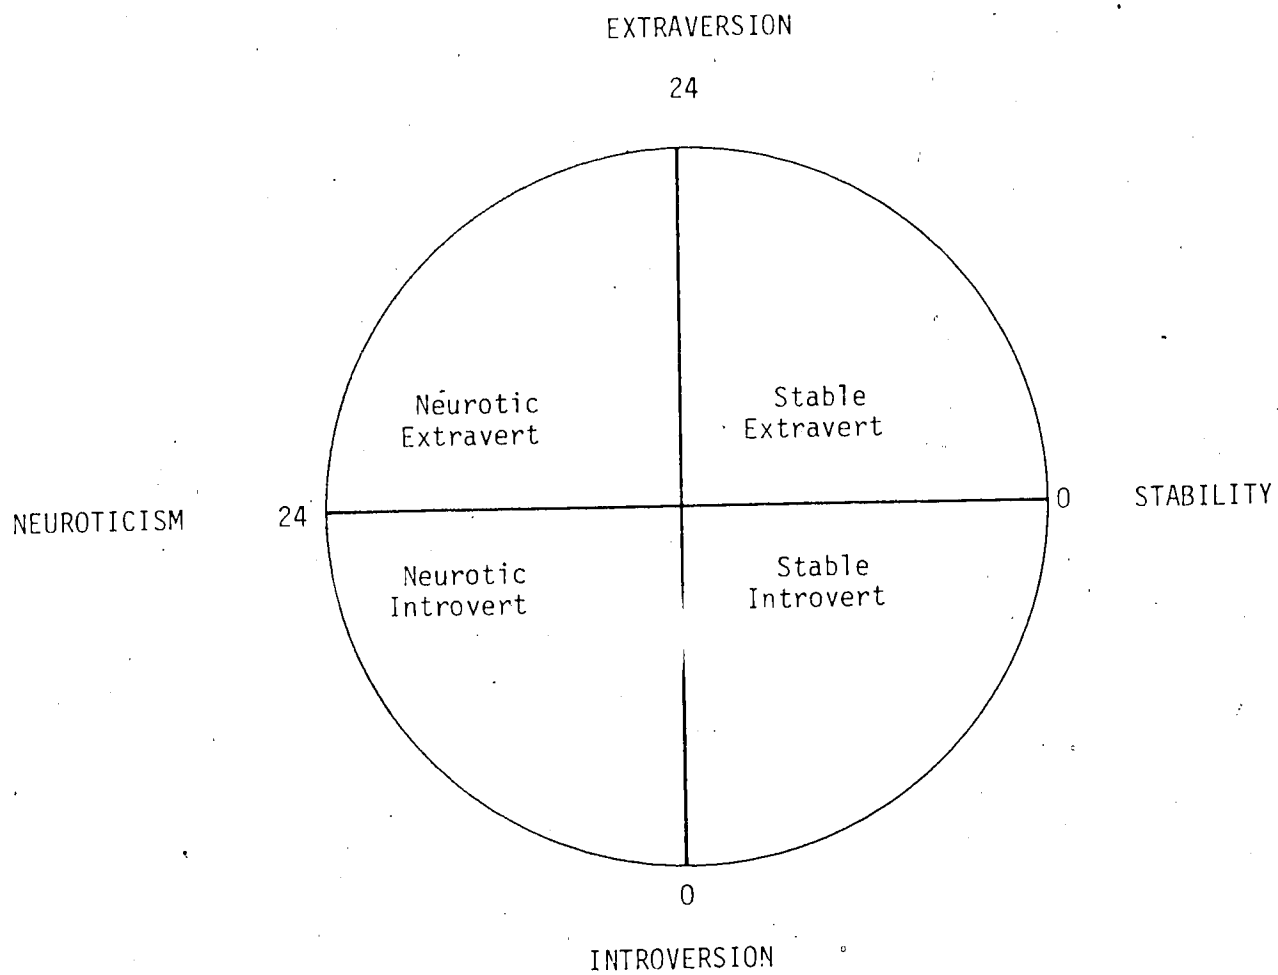 EXTRAVERSION
24
Neurotic
Extravert
Stable
Extravert
NEUROTICISM
24
0
STABILITY
Neurotic
Introvert
Stable
Introvert
0
INTROVERSION